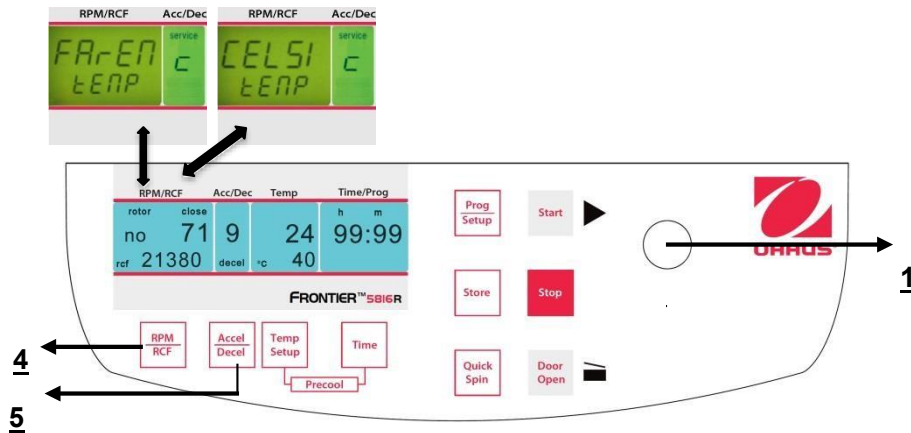 RPM/RCF Acc/Dec
service
FArEN C
tEMP
RPM/RCF Acc/Dec
service
CELSI C
tEMP
RPM/RCF Acc/Dec Temp Time/Prog
rotor close h m
no 71 9 24 99:99
rcf 21380 decel °C 40
FRONTIER™5816R
RPM
RCF
Accel
Decel
Temp
Setup
Time
Precool
Prog
Setup
Start
Store
Stop
Quick
Spin
Door
Open
OHAUS
1
4
5